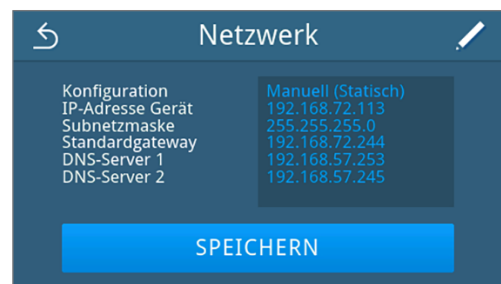 Netzwerk
Konfiguration Manuell (Statisch)
IP-Adresse Gerät 192.168.72.113
Subnetzmaske 255.255.255.0
Standardgateway 192.168.72.244
DNS-Server 1 192.168.57.253
DNS-Server 2 192.168.57.245
SPEICHERN